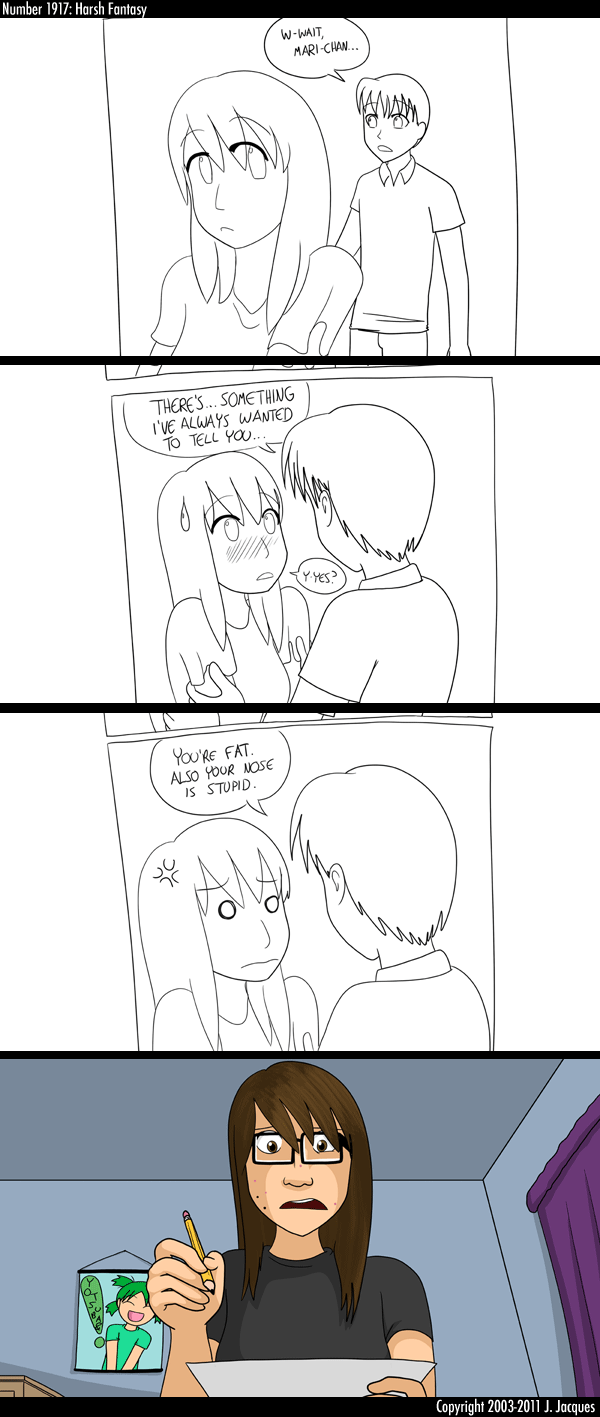 Number 1917: Harsh Fantasy
W-WAIT,
MARI-CHAN...
THERE'S... SOMETHING
I'VE ALWAYS WANTED
TO TELL YOU...
Y-YES?
YOU'RE FAT.
ALSO YOUR NOSE
IS STUPID.
YOTSUBA
Copyright 2003-2011 J. Jacques